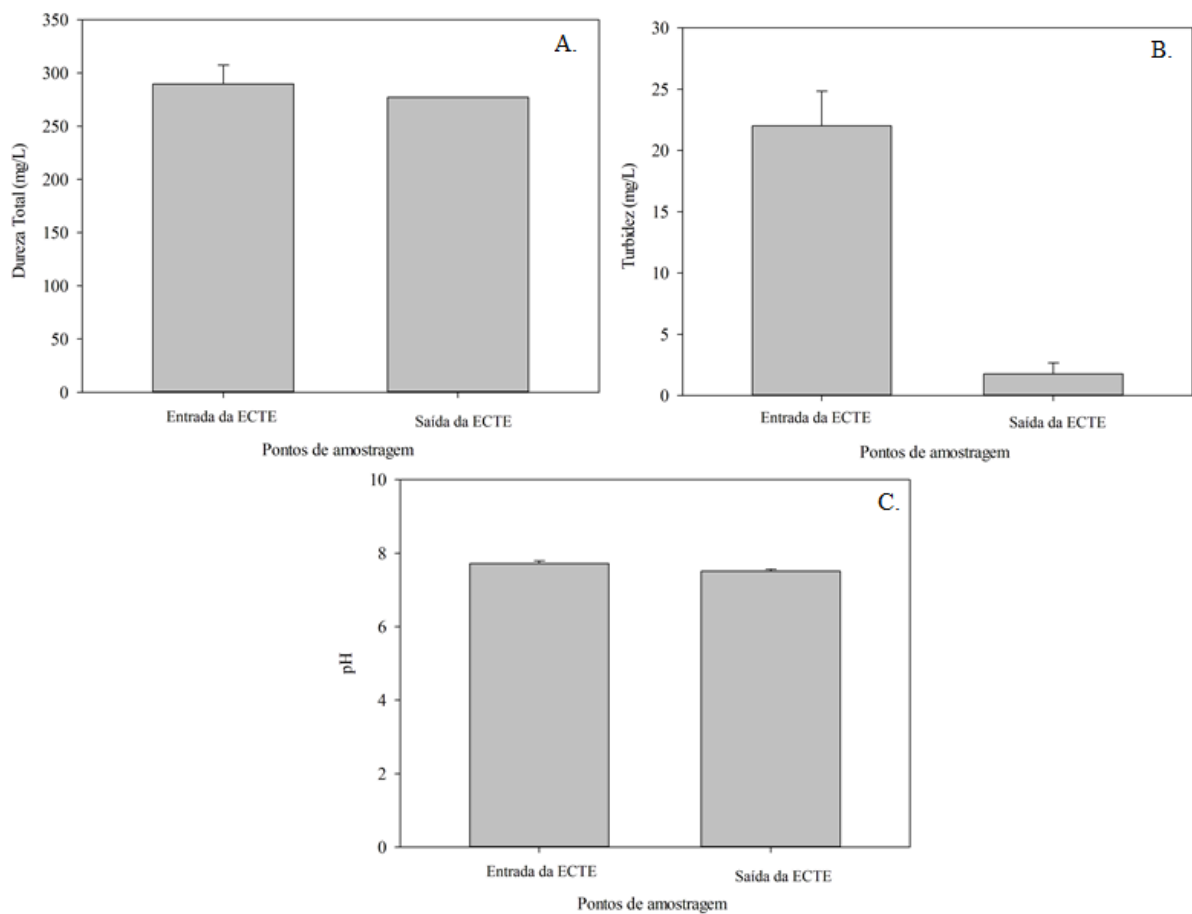 A.
350
300
250
200
150
100
50
0
Dureza Total (mg/L)
Entrada da ECTE
Saída da ECTE
Pontos de amostragem
B.
30
25
20
15
10
5
0
Turbidez (mg/L)
Entrada da ECTE
Saída da ECTE
Pontos de amostragem
C.
10
8
6
4
2
0
pH
Entrada da ECTE
Saída da ECTE
Pontos de amostragem